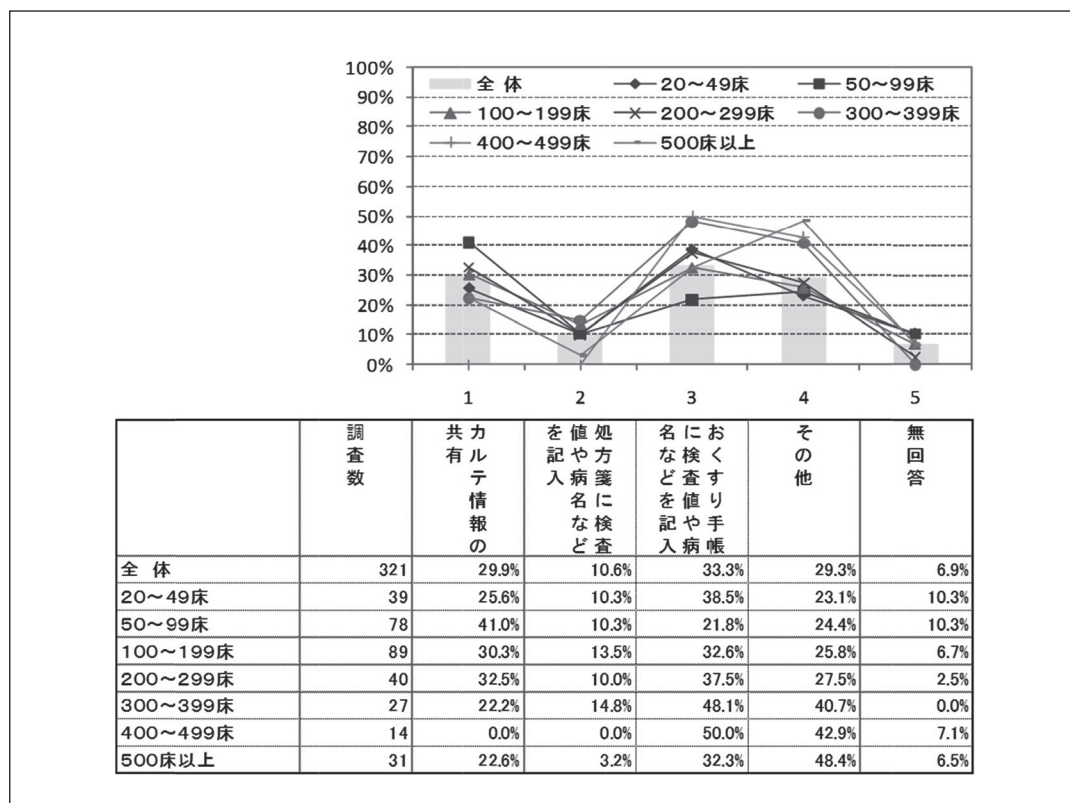 100%
90%
80%
70%
60%
50%
40%
30%
20%
10%
0%
全 体
20～49床
50～99床
100～199床
200～299床
300～399床
400～499床
500床以上
1 2 3 4 5
調査数
カルテ情報の
共有
処方箋に検査
値や病名など
を記入
おくすり手帳
に検査値や病
名などを記入
その他
無回答
全 体 321 29.9% 10.6% 33.3% 29.3% 6.9%
20～49床 39 25.6% 10.3% 38.5% 23.1% 10.3%
50～99床 78 41.0% 10.3% 21.8% 24.4% 10.3%
100～199床 89 30.3% 13.5% 32.6% 25.8% 6.7%
200～299床 40 32.5% 10.0% 37.5% 27.5% 2.5%
300～399床 27 22.2% 14.8% 48.1% 40.7% 0.0%
400～499床 14 0.0% 0.0% 50.0% 42.9% 7.1%
500床以上 31 22.6% 3.2% 32.3% 48.4% 6.5%